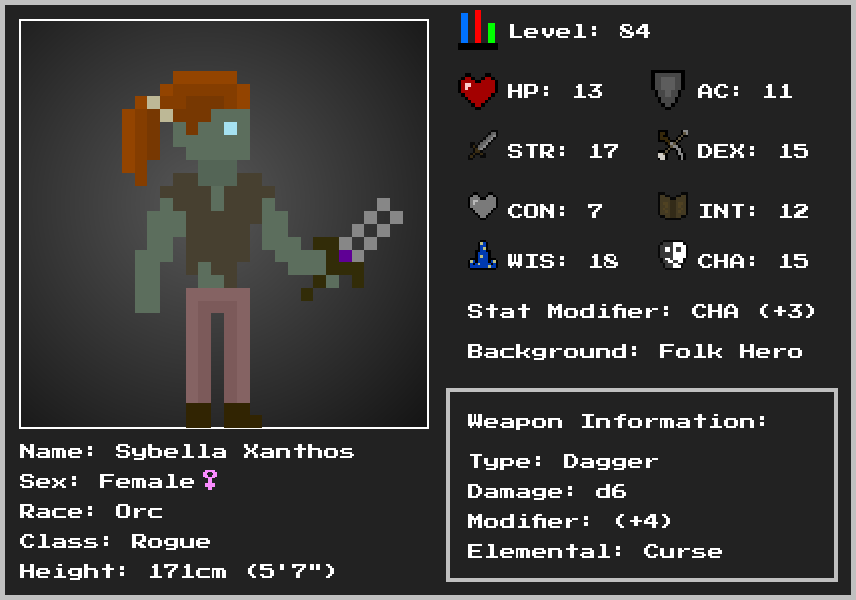 Level: 84
HP: 13 AC: 11
STR: 17 DEX: 15
CON: 7 INT: 12
WIS: 18 CHA: 15
Stat Modifier: CHA (+3)
Background: Folk Hero
Weapon Information:
Type: Dagger
Damage: d6
Modifier: (+4)
Elemental: Curse
Name: Sybella Xanthos
Sex: Female♀
Race: Orc
Class: Rogue
Height: 171cm (5'7")